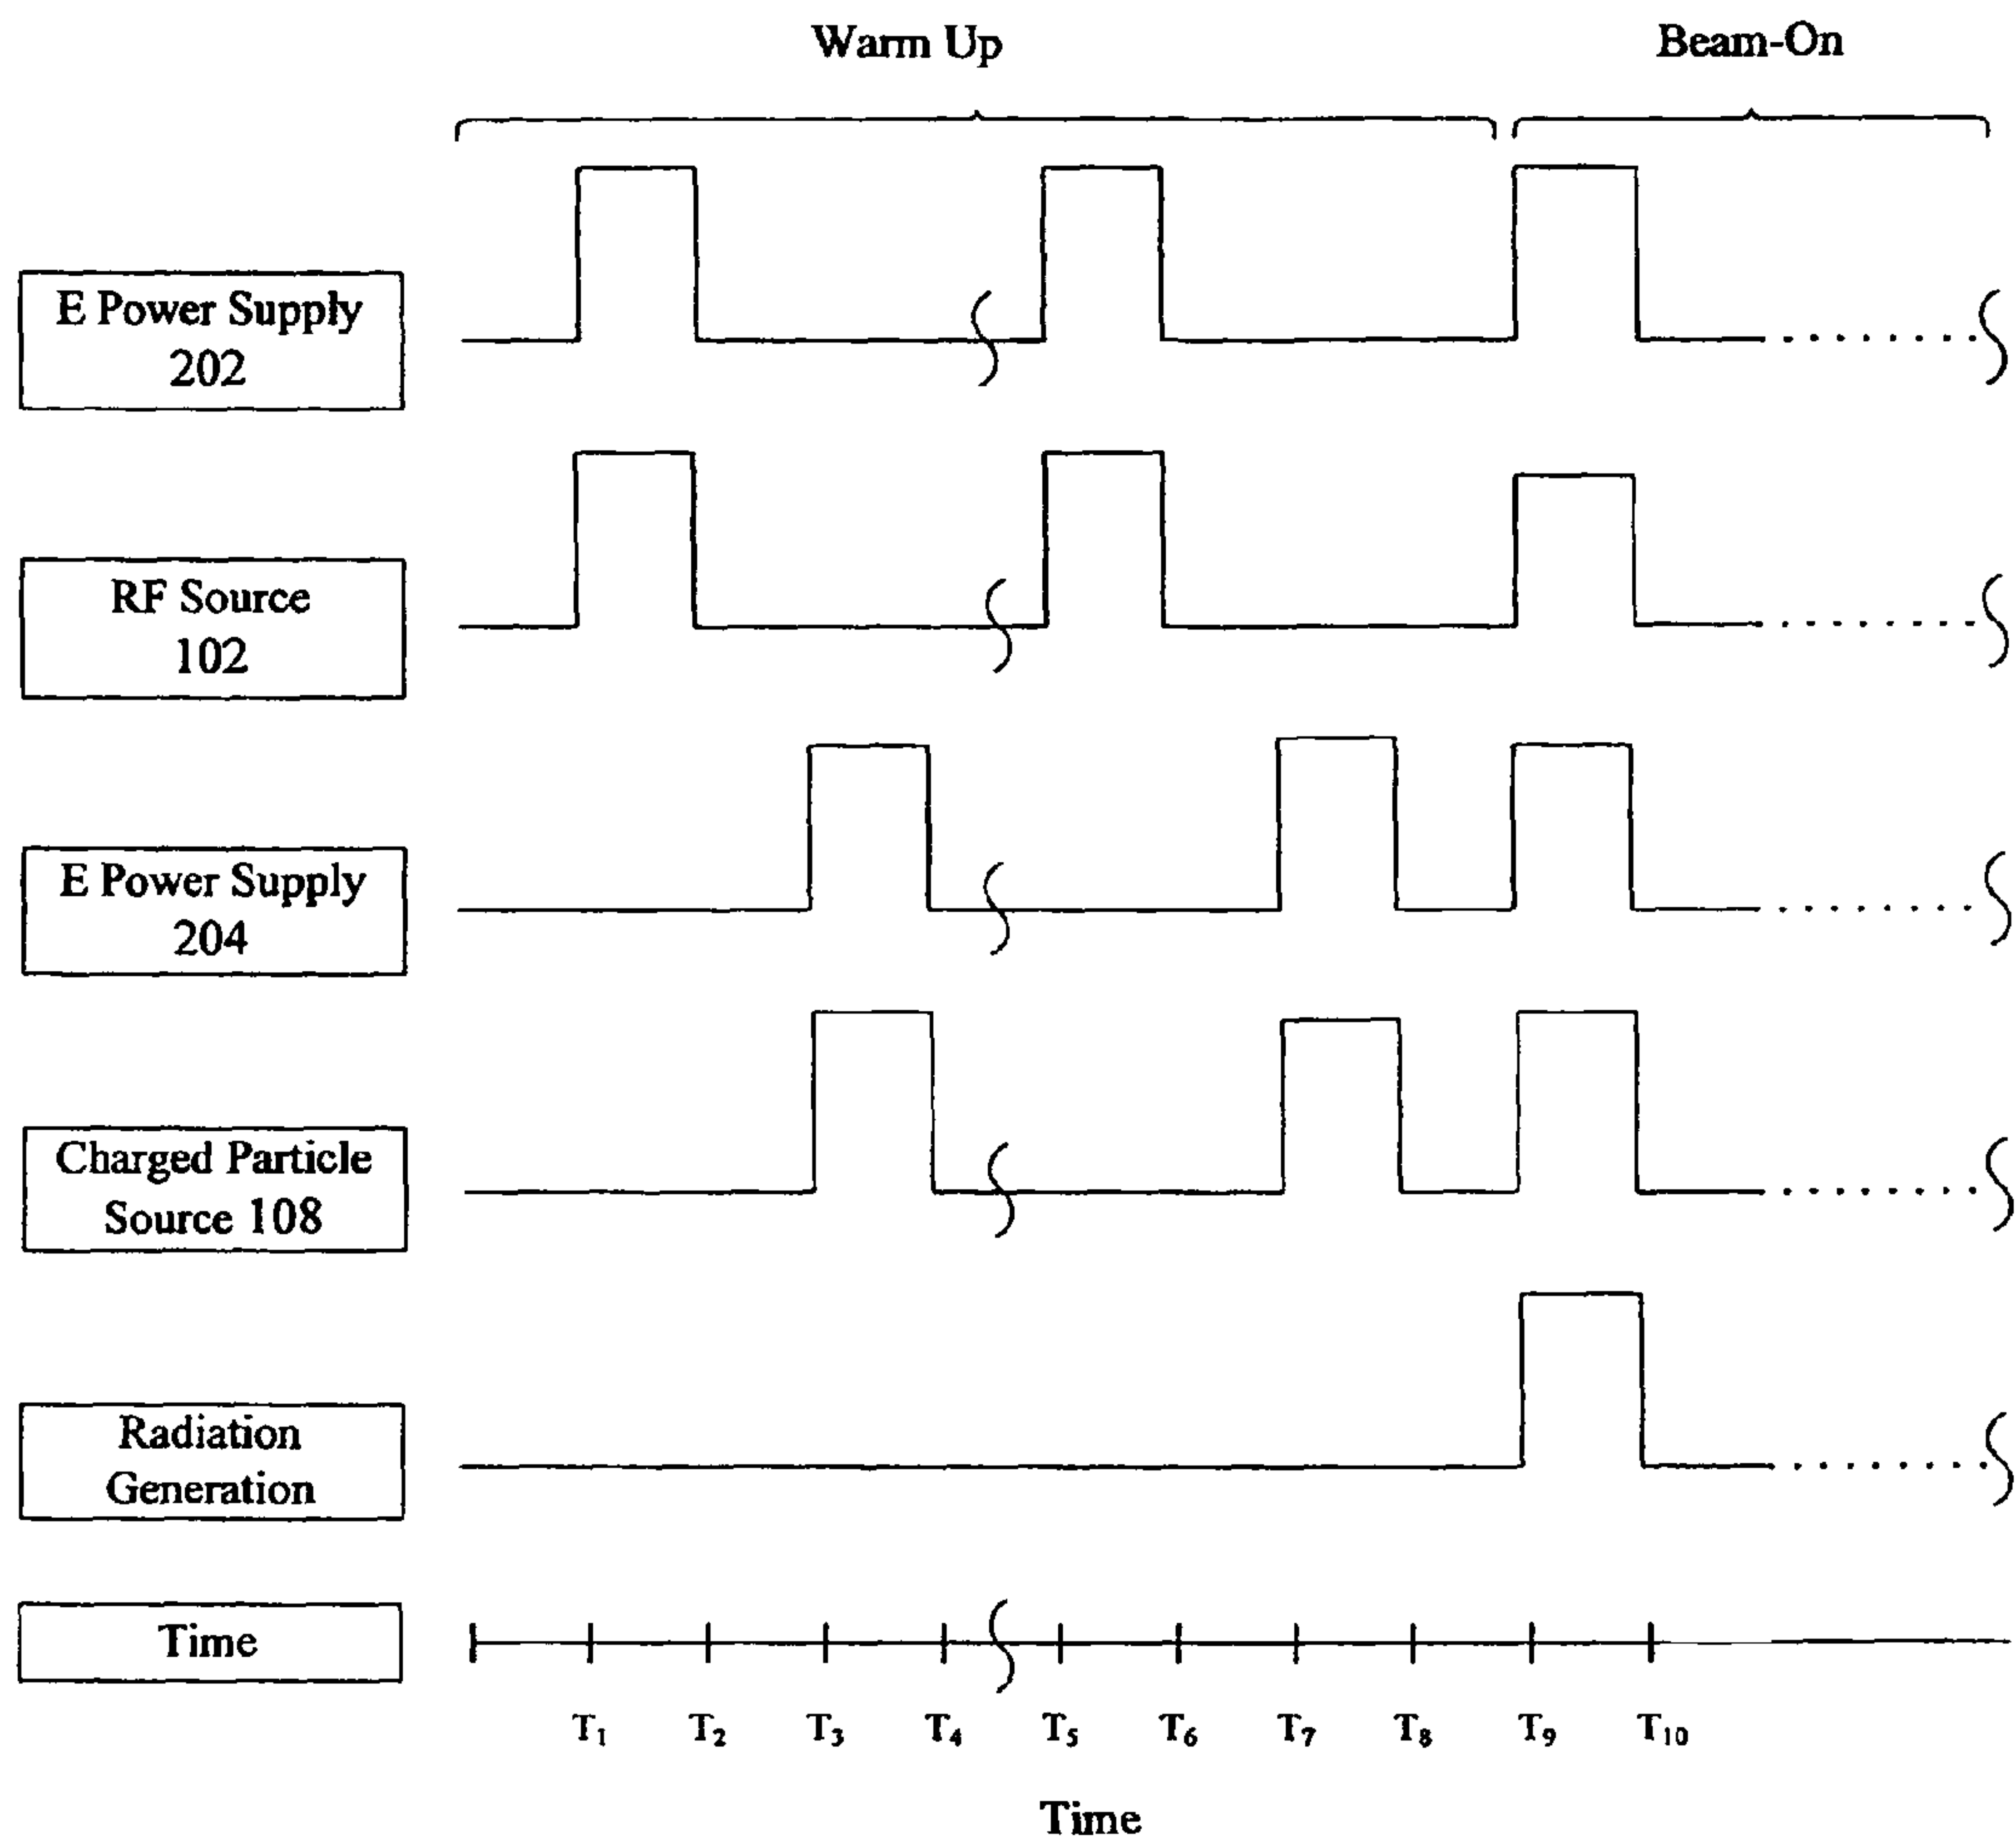 Warm Up
Beam-On
E Power Supply
202
RF Source
102
E Power Supply
204
Charged Particle
Source 108
Radiation
Generation
Time
T₁ T₂ T₃ T₄ T₅ T₆ T₇ T₈ T₉ T₁₀
Time